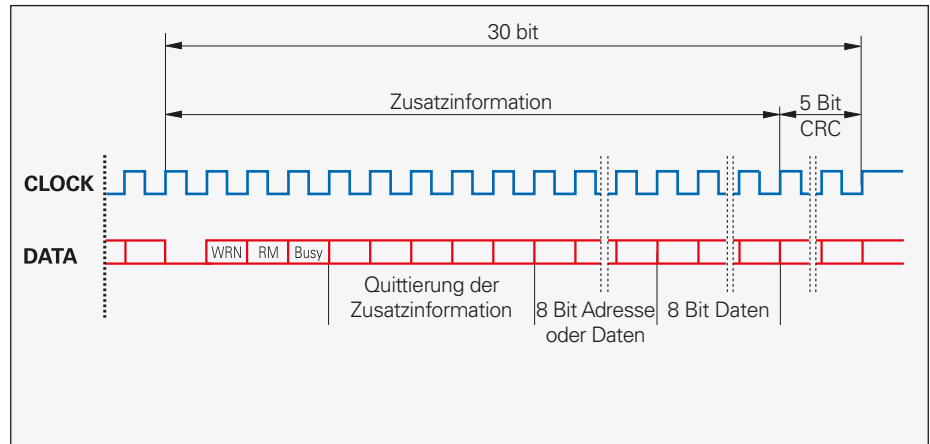 30 bit
Zusatzinformation
5 Bit
CRC
CLOCK
DATA
WRN RM Busy
Quittierung der
Zusatzinformation
8 Bit Adresse
oder Daten
8 Bit Daten